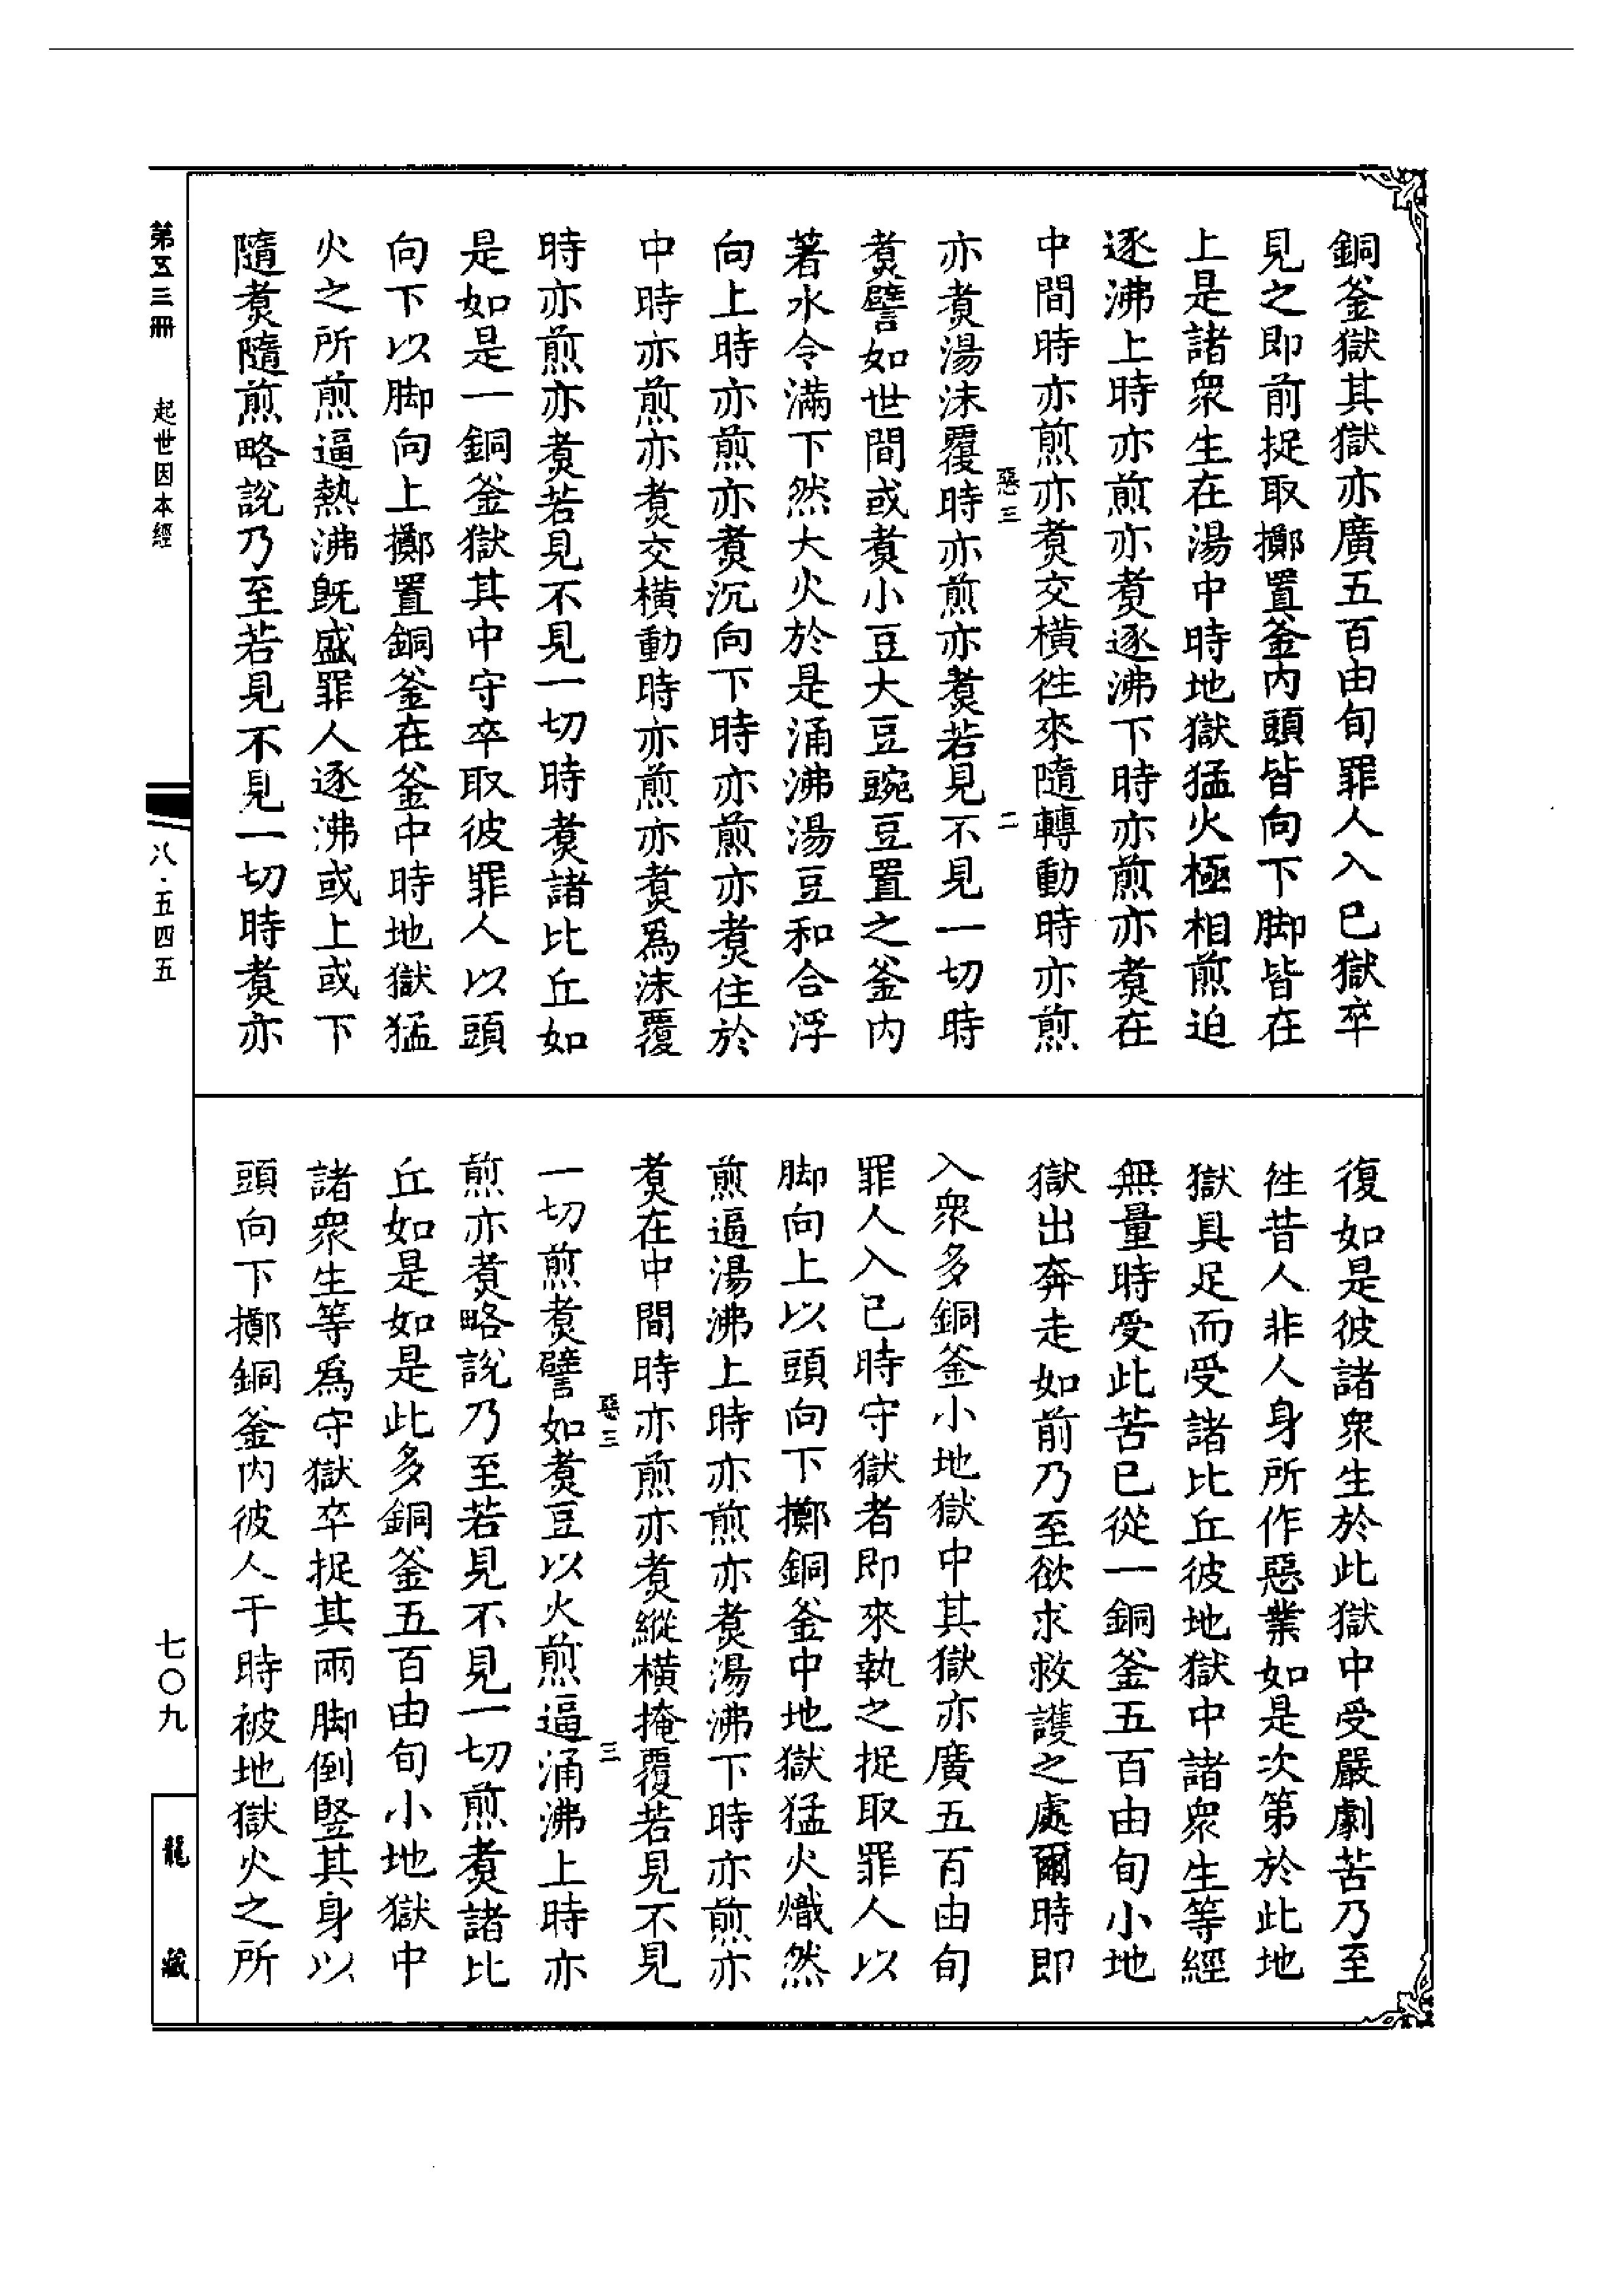 銅釜獄其獄亦廣五百由旬罪人入已獄卒
見之即前捉取擲置釜內頭皆向下脚皆在
上是諸衆生在湯中時地獄猛火極相煎迫
逐沸上時亦煎亦煑逐沸下時亦煎亦煑在
中間時亦煎亦煑交橫徃來隨轉動時亦煎
惡三
二
亦煑湯沫覆時亦煎亦煑若見不見一切時
煑譬如世間或煑小豆大豆豌豆置之釜內
著水令滿下然大火於是涌沸湯豆和合浮
向上時亦煎亦煑沉向下時亦煎亦煑住於
中時亦煎亦煑交橫動時亦煎亦煑爲沫覆
時亦煎亦煑若見不見一切時煑諸比丘如
是如是一銅釜獄其中守卒取彼罪人以頭
向下以脚向上擲置銅釜在釜中時地獄猛
火之所煎逼熱沸旣盛罪人逐沸或上或下
隨煑隨煎略說乃至若見不見一切時煑亦
復如是彼諸衆生於此獄中受嚴劇苦乃至
徃昔人非人身所作惡業如是次第於此地
獄具足而受諸比丘彼地獄中諸衆生等經
無量時受此苦已從一銅釜五百由旬小地
獄出奔走如前乃至欲求救護之處爾時即
入衆多銅釜小地獄中其獄亦廣五百由旬
罪人入已時守獄者即來執之捉取罪人以
脚向上以頭向下擲銅釜中地獄猛火熾然
煎逼湯沸上時亦煎亦煑湯沸下時亦煎亦
煑在中間時亦煎亦煑縱橫掩覆若見不見
惡三
三
一切煎煑譬如煑豆以火煎逼涌沸上時亦
煎亦煑略說乃至若見不見一切煎煑諸比
丘如是如是此多銅釜五百由旬小地獄中
諸衆生等爲守獄卒捉其兩脚倒竪其身以
頭向下擲銅釜內彼人于時被地獄火之所
第五三冊
起世因本經
八·五四五
七〇九
龍藏